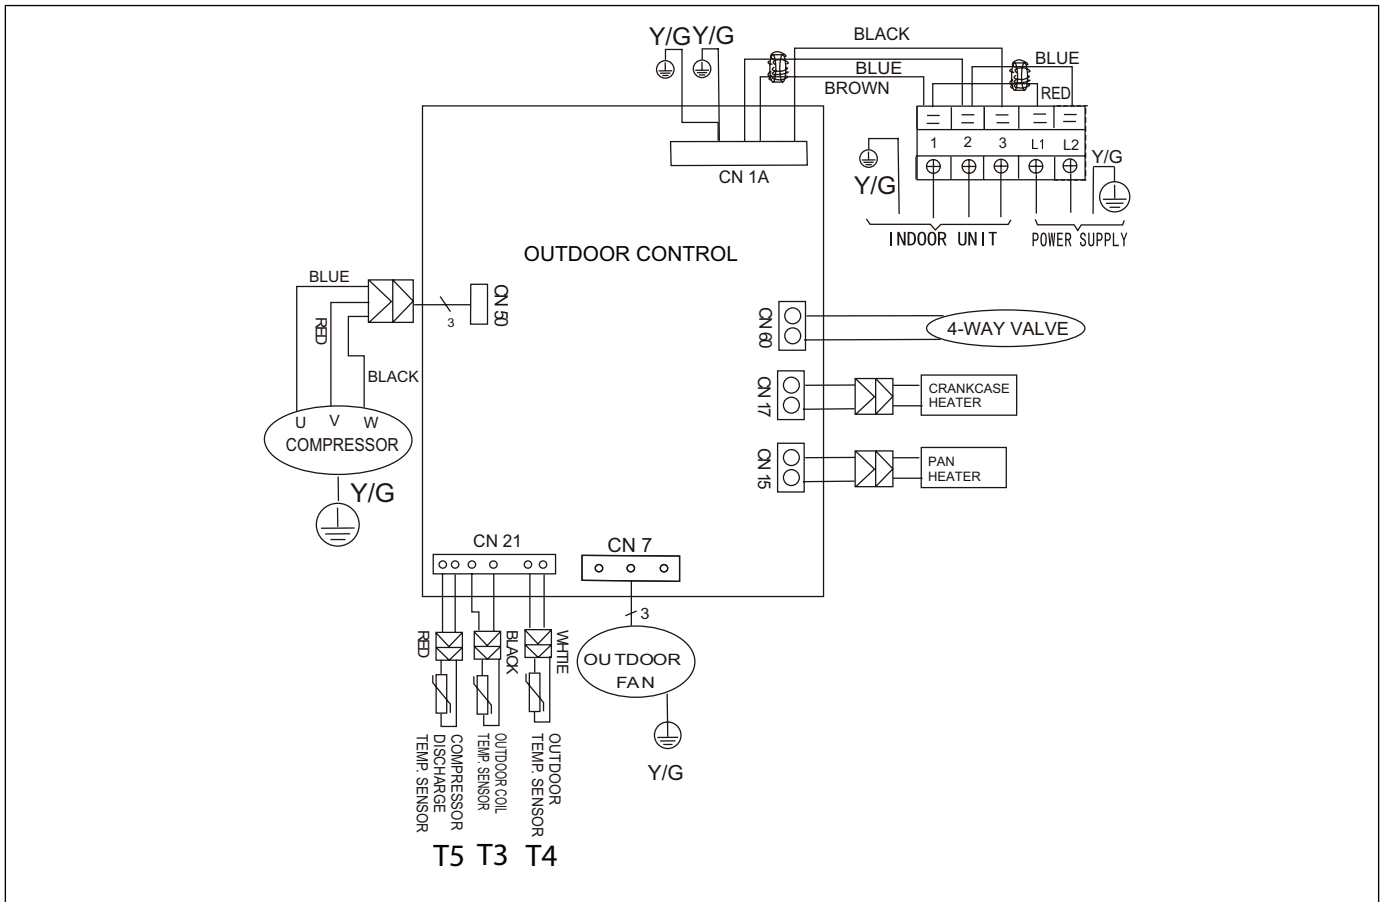 Y/G Y/G
BLACK
BLUE
BROWN
BLUE
RED
1 2 3 L1 L2
Y/G
Y/G
INDOOR UNIT
POWER SUPPLY
CN 1A
OUTDOOR CONTROL
BLUE
RED
BLACK
3
CN 50
U V W
COMPRESSOR
Y/G
CN 60
4-WAY VALVE
CN 17
CRANKCASE
HEATER
CN 15
PAN
HEATER
CN 21
CN 7
3
RED
BLACK
WHTIE
OUTDOOR
FAN
Y/G
COMPRESSOR
DISCHARGE
TEMP. SENSOR
OUTDOOR COIL
TEMP. SENSOR
OUTDOOR
TEMP. SENSOR
T5 T3 T4